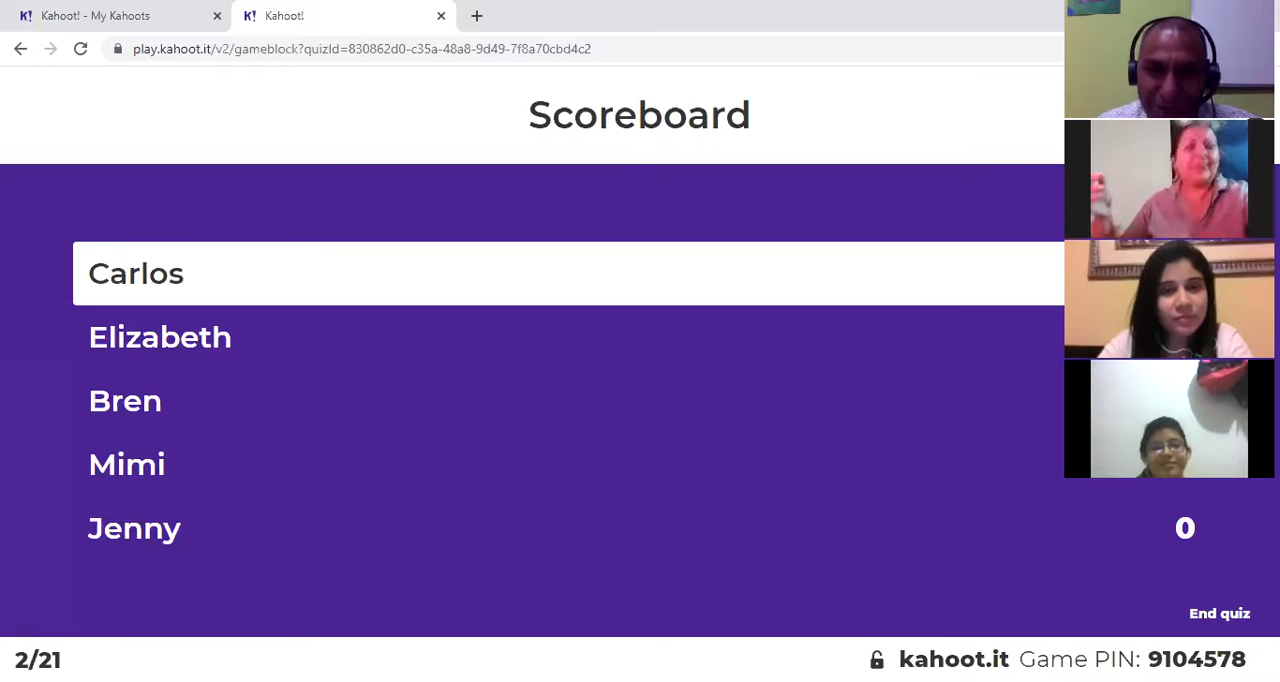 Kahoot! - My Kahoots
Kahoot!
play.kahoot.it/v2/gameblock?quizId=830862d0-c35a-48a8-9d49-7f8a70cbd4c2
Scoreboard
Carlos
Elizabeth
Bren
Mimi
Jenny 0
End quiz
2/21
kahoot.it Game PIN: 9104578